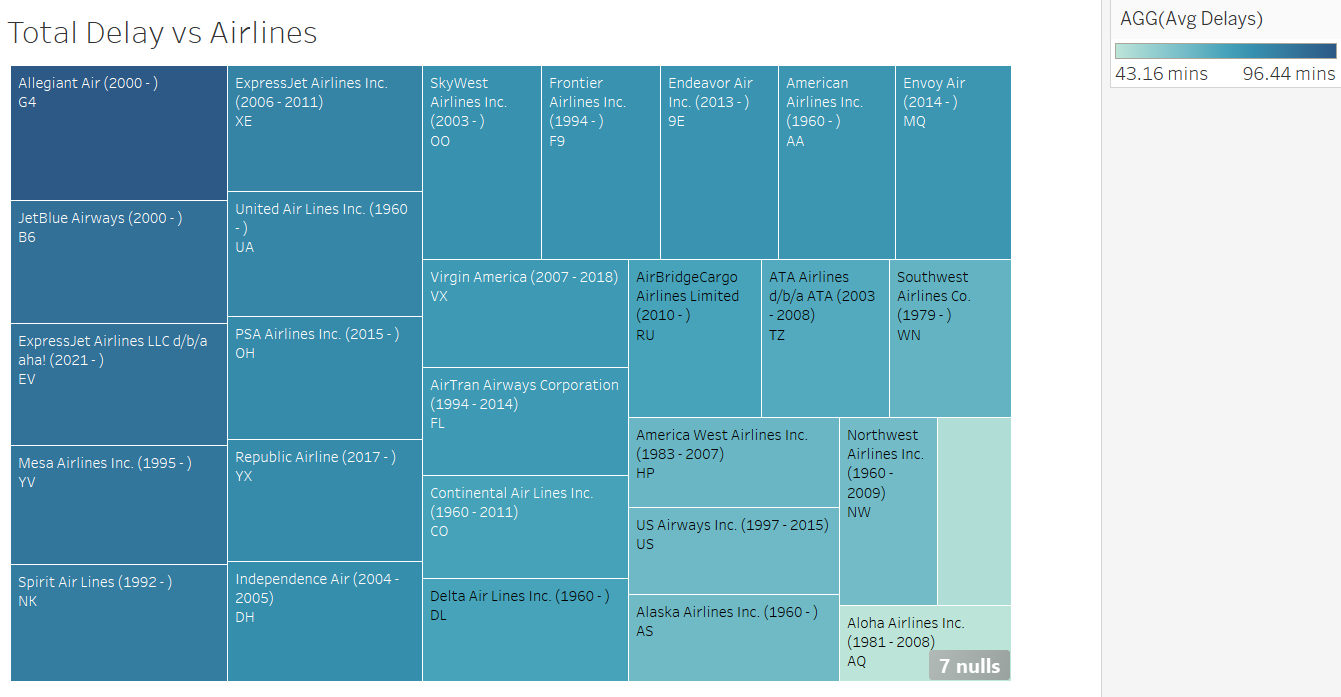 Total Delay vs Airlines
AGG(Avg Delays)
43.16 mins
96.44 mins
Allegiant Air (2000 - )
G4
JetBlue Airways (2000 - )
B6
ExpressJet Airlines LLC d/b/a
aha! (2021 - )
EV
Mesa Airlines Inc. (1995 - )
YV
Spirit Air Lines (1992 - )
NK
ExpressJet Airlines Inc.
(2006 - 2011)
XE
United Air Lines Inc. (1960
- )
UA
PSA Airlines Inc. (2015 - )
OH
Republic Airline (2017 - )
YX
Independence Air (2004 -
2005)
DH
SkyWest
Airlines Inc.
(2003 - )
OO
Frontier
Airlines Inc.
(1994 - )
F9
Endeavor Air
Inc. (2013 - )
9E
American
Airlines Inc.
(1960 - )
AA
Envoy Air
(2014 - )
MQ
Virgin America (2007 - 2018)
VX
AirTran Airways Corporation
(1994 - 2014)
FL
Continental Air Lines Inc.
(1960 - 2011)
CO
Delta Air Lines Inc. (1960 - )
DL
AirBridgeCargo
Airlines Limited
(2010 - )
RU
ATA Airlines
d/b/a ATA (2003
- 2008)
TZ
Southwest
Airlines Co.
(1979 - )
WN
America West Airlines Inc.
(1983 - 2007)
HP
US Airways Inc. (1997 - 2015)
US
Alaska Airlines Inc. (1960 - )
AS
Northwest
Airlines Inc.
(1960 -
2009)
NW
Aloha Airlines Inc.
(1981 - 2008)
AQ
7 nulls